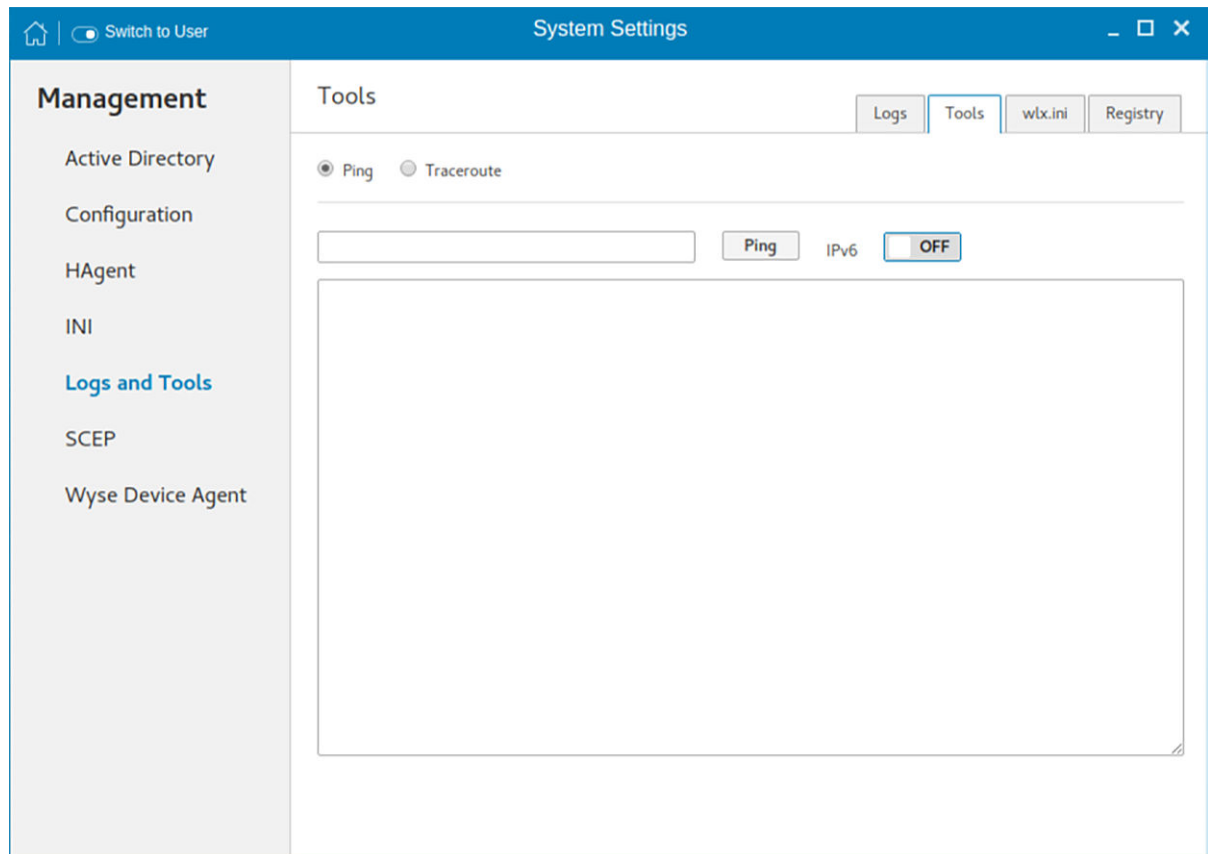 Switch to User
System Settings
Management
Active Directory
Configuration
HAgent
INI
Logs and Tools
SCEP
Wyse Device Agent
Tools
Logs
Tools
wlx.ini
Registry
Ping
Traceroute
Ping
IPv6
OFF